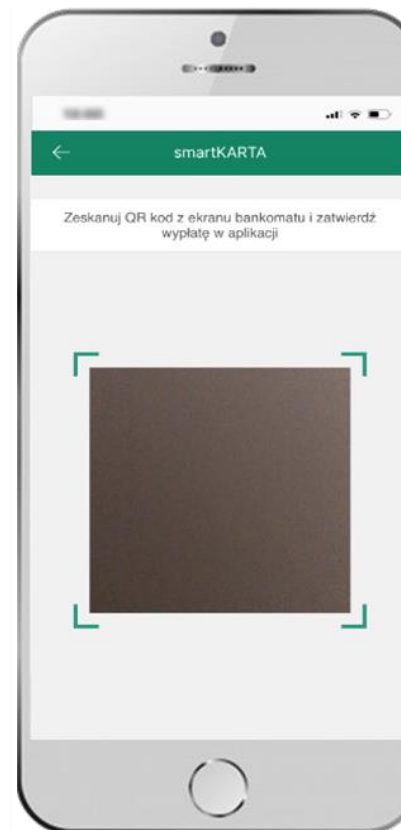 smartKARTA
Zeskanuj QR kod z ekranu bankomatu i zatwierdź
wypłatę w aplikacji